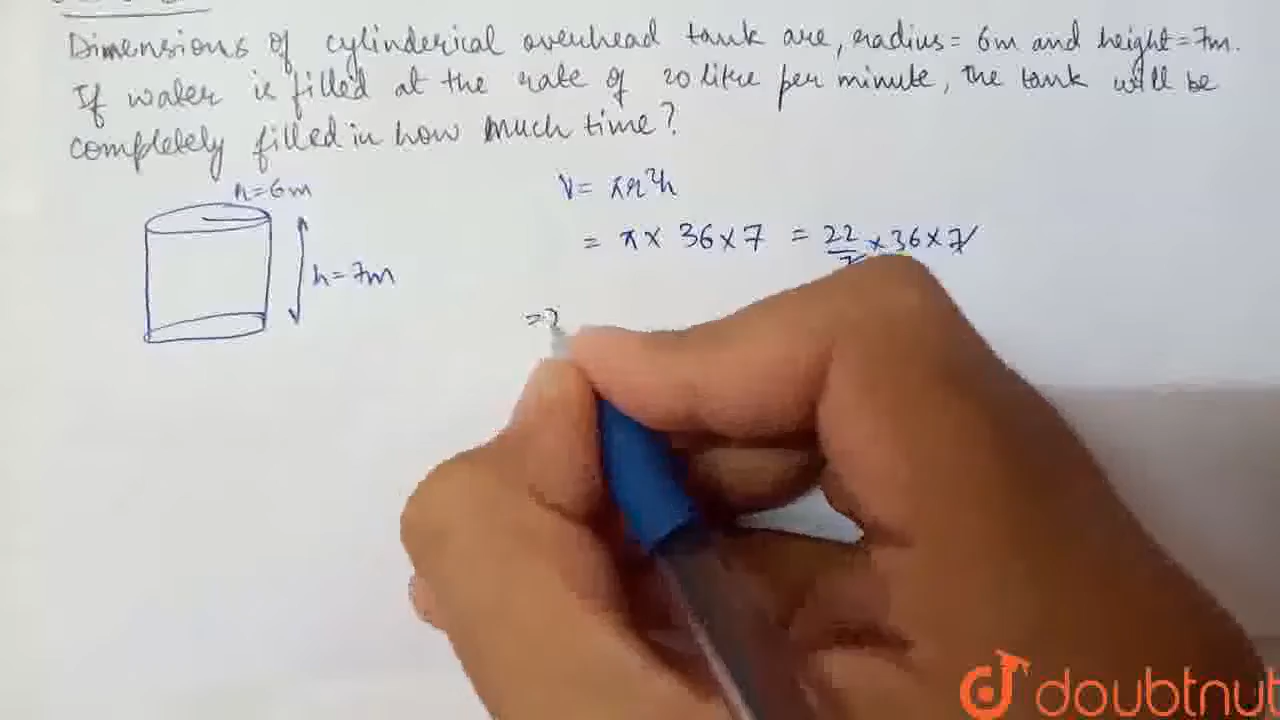 Dimensions of cylinderical overhead tank are, radius = 6m and height = 7m.
If water is filled at the rate of 20 litre per minute, the tank will be
completely filled in how much time?
r=6m
h=7m
V= πr²h
= π × 36 × 7 = 22/7 × 36 × 7
=
doubtnut